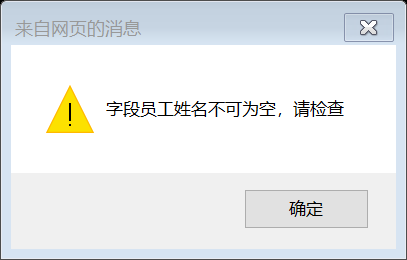 来自网页的消息
字段员工姓名不可为空，请检查
确定